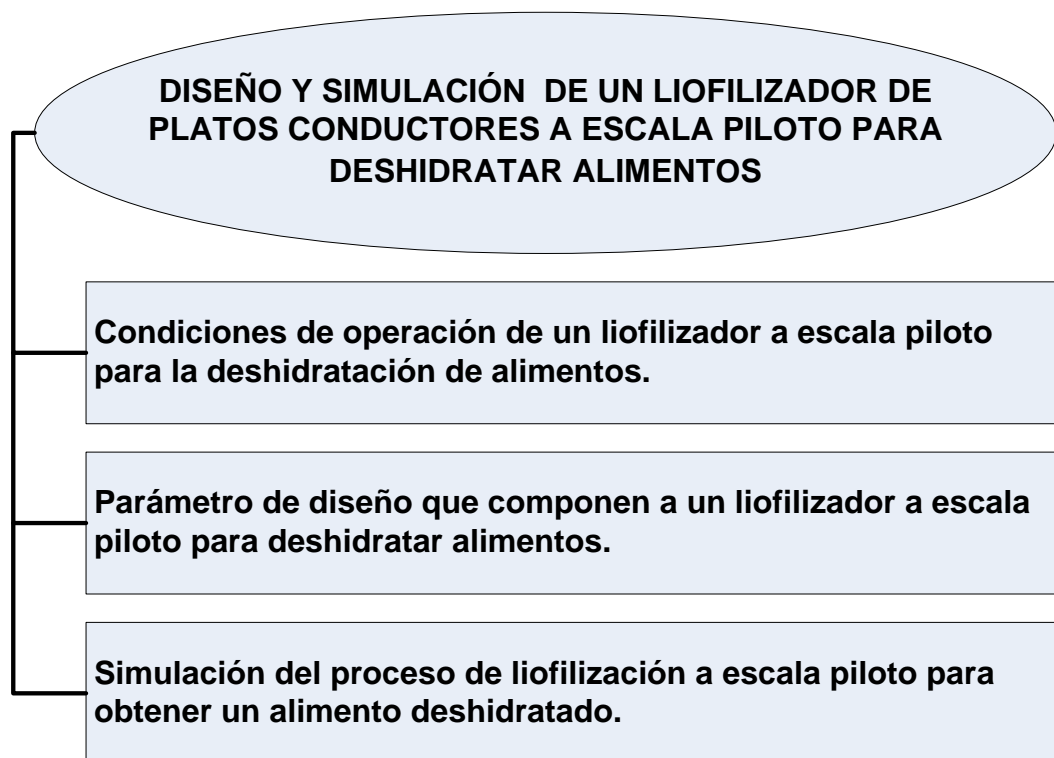 DISEÑO Y SIMULACIÓN  DE UN LIOFILIZADOR DE
PLATOS CONDUCTORES A ESCALA PILOTO PARA
DESHIDRATAR ALIMENTOS
Condiciones de operación de un liofilizador a escala piloto
para la deshidratación de alimentos.
Parámetro de diseño que componen a un liofilizador a escala
piloto para deshidratar alimentos.
Simulación del proceso de liofilización a escala piloto para
obtener un alimento deshidratado.